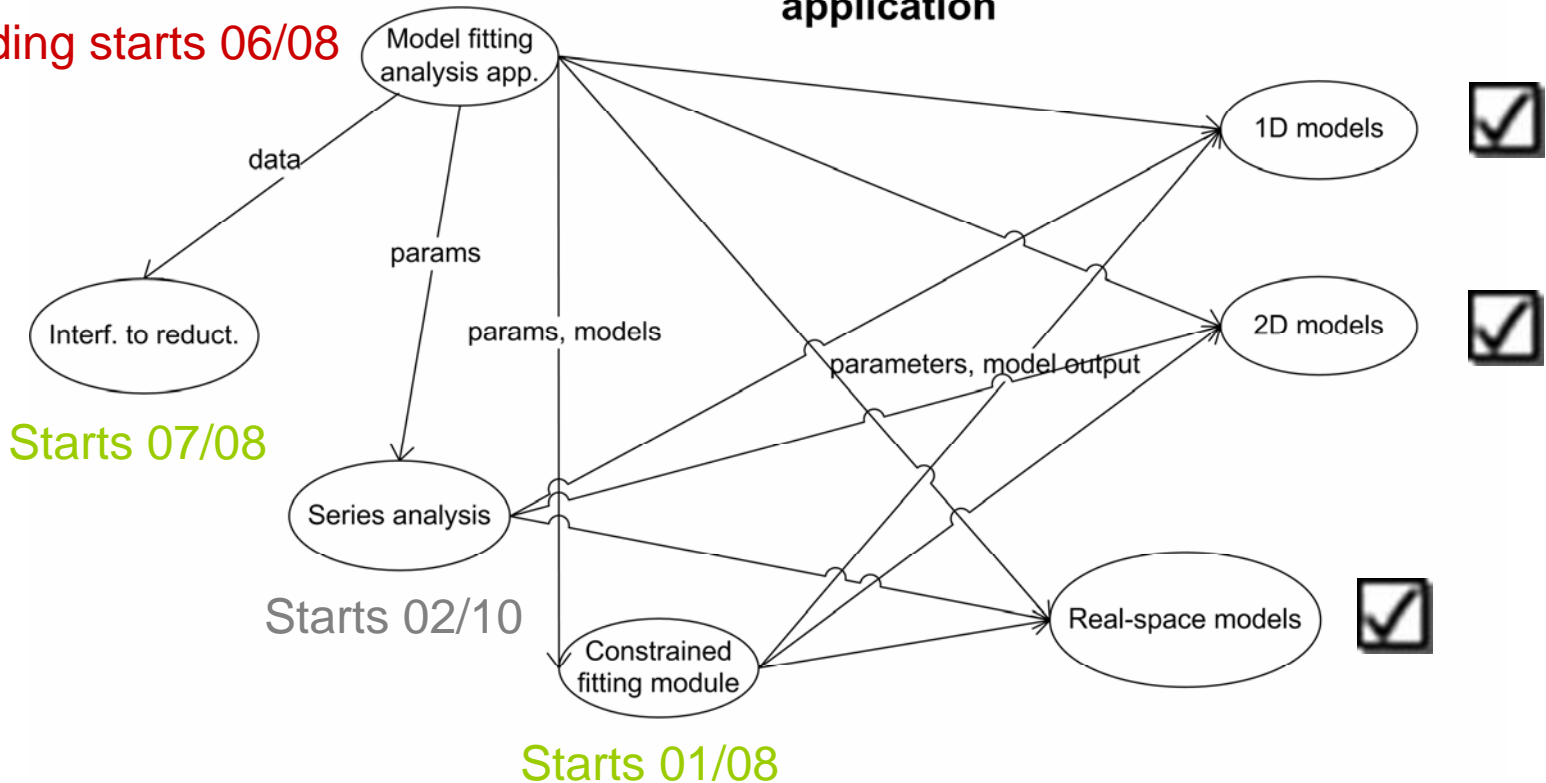 application
starts 06/08
Model fitting
analysis app.
1D models
data
params
Interf. to reduct.
params, models
2D models
parameters, model output
Starts 07/08
Series analysis
Starts 02/10
Real-space models
Constrained
fitting module
Starts 01/08